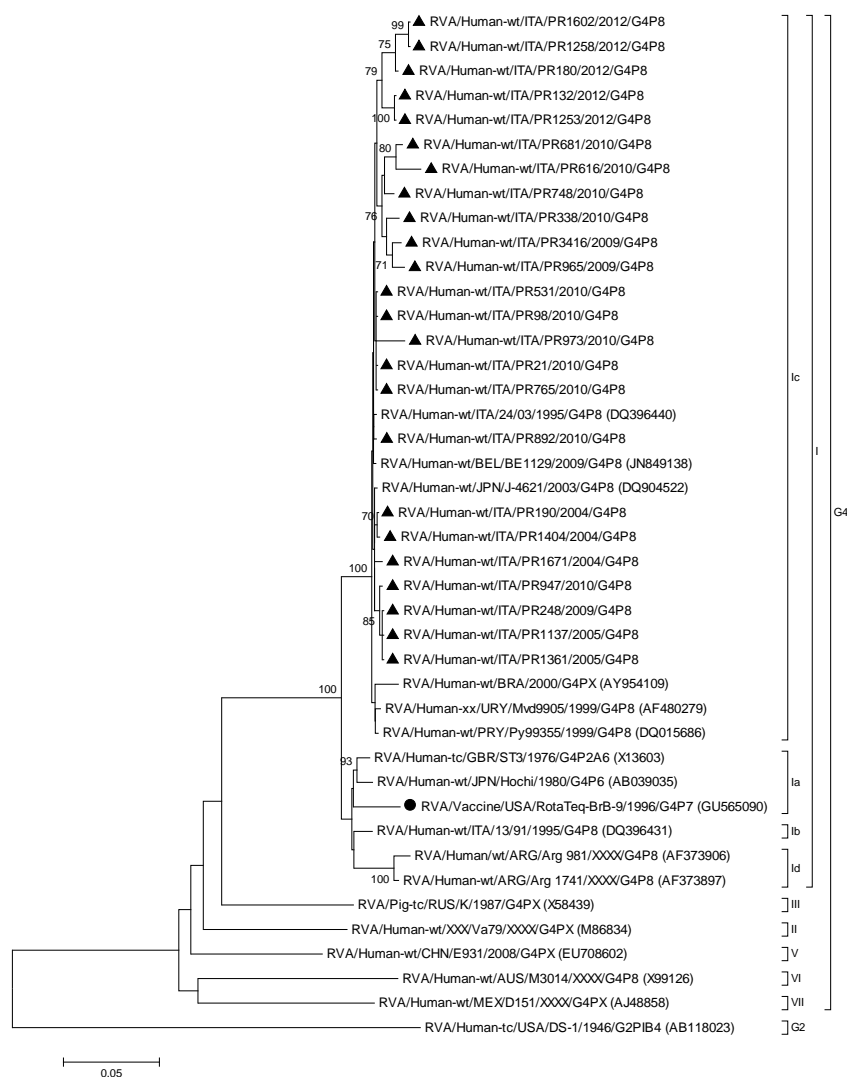 99
RVA/Human-wt/ITA/PR1602/2012/G4P8
75
RVA/Human-wt/ITA/PR1258/2012/G4P8
79
RVA/Human-wt/ITA/PR180/2012/G4P8
RVA/Human-wt/ITA/PR132/2012/G4P8
100
RVA/Human-wt/ITA/PR1253/2012/G4P8
80
RVA/Human-wt/ITA/PR681/2010/G4P8
RVA/Human-wt/ITA/PR616/2010/G4P8
RVA/Human-wt/ITA/PR748/2010/G4P8
76
RVA/Human-wt/ITA/PR338/2010/G4P8
RVA/Human-wt/ITA/PR3416/2009/G4P8
71
RVA/Human-wt/ITA/PR965/2009/G4P8
RVA/Human-wt/ITA/PR531/2010/G4P8
RVA/Human-wt/ITA/PR98/2010/G4P8
RVA/Human-wt/ITA/PR973/2010/G4P8
RVA/Human-wt/ITA/PR21/2010/G4P8
Ic
RVA/Human-wt/ITA/PR765/2010/G4P8
RVA/Human-wt/ITA/24/03/1995/G4P8 (DQ396440)
RVA/Human-wt/ITA/PR892/2010/G4P8
I
RVA/Human-wt/BEL/BE1129/2009/G4P8 (JN849138)
RVA/Human-wt/JPN/J-4621/2003/G4P8 (DQ904522)
70
RVA/Human-wt/ITA/PR190/2004/G4P8
G4
RVA/Human-wt/ITA/PR1404/2004/G4P8
RVA/Human-wt/ITA/PR1671/2004/G4P8
100
RVA/Human-wt/ITA/PR947/2010/G4P8
RVA/Human-wt/ITA/PR248/2009/G4P8
85
RVA/Human-wt/ITA/PR1137/2005/G4P8
RVA/Human-wt/ITA/PR1361/2005/G4P8
RVA/Human-wt/BRA/2000/G4PX (AY954109)
100
RVA/Human-xx/URY/Mvd9905/1999/G4P8 (AF480279)
RVA/Human-wt/PRY/Py99355/1999/G4P8 (DQ015686)
93
RVA/Human-tc/GBR/ST3/1976/G4P2A6 (X13603)
RVA/Human-wt/JPN/Hochi/1980/G4P6 (AB039035)
Ia
RVA/Vaccine/USA/RotaTeq-BrB-9/1996/G4P7 (GU565090)
RVA/Human-wt/ITA/13/91/1995/G4P8 (DQ396431)
Ib
RVA/Human/wt/ARG/Arg 981/XXXX/G4P8 (AF373906)
Id
100
RVA/Human-wt/ARG/Arg 1741/XXXX/G4P8 (AF373897)
RVA/Pig-tc/RUS/K/1987/G4PX (X58439)
III
RVA/Human-wt/XXX/Va79/XXXX/G4PX (M86834)
II
RVA/Human-wt/CHN/E931/2008/G4PX (EU708602)
V
RVA/Human-wt/AUS/M3014/XXXX/G4P8 (X99126)
VI
RVA/Human-wt/MEX/D151/XXXX/G4PX (AJ48858)
VII
RVA/Human-tc/USA/DS-1/1946/G2PIB4 (AB118023)
G2
0.05